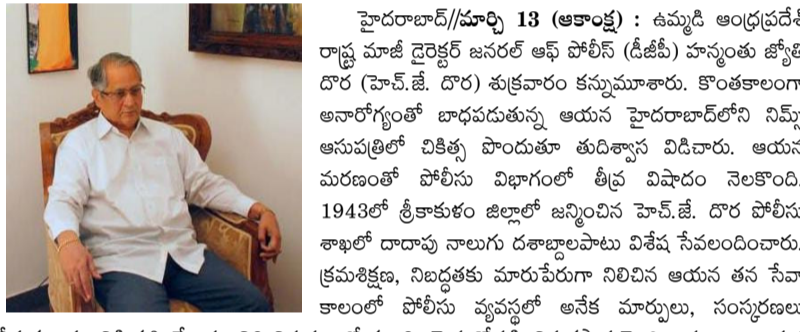 హైదరాబాద్//మార్చి 13 (ఆకాంక్ష) : ఉమ్మడి ఆంధ్రప్రదేశ్
రాష్ట్ర మాజీ డైరెక్టర్ జనరల్ ఆఫ్ పోలీస్ (డీజీపీ) హన్మంతు జ్యోతి
దొర (హెచ్.జే. దొర) శుక్రవారం కన్నుమూశారు. కొంతకాలంగా
అనారోగ్యంతో బాధపడుతున్న ఆయన హైదరాబాద్‌లోని నిమ్స్
ఆసుపత్రిలో చికిత్స పొందుతూ తుదిశ్వాస విడిచారు. ఆయన
మరణంతో పోలీసు విభాగంలో తీవ్ర విషాదం నెలకొంది.
1943లో శ్రీకాకుళం జిల్లాలో జన్మించిన హెచ్.జే. దొర పోలీసు
శాఖలో దాదాపు నాలుగు దశాబ్దాలపాటు విశేష సేవలందించారు.
క్రమశిక్షణ, నిబద్ధతకు మారుపేరుగా నిలిచిన ఆయన తన సేవా
కాలంలో పోలీసు వ్యవస్థలో అనేక మార్పులు, సంస్కరణలు